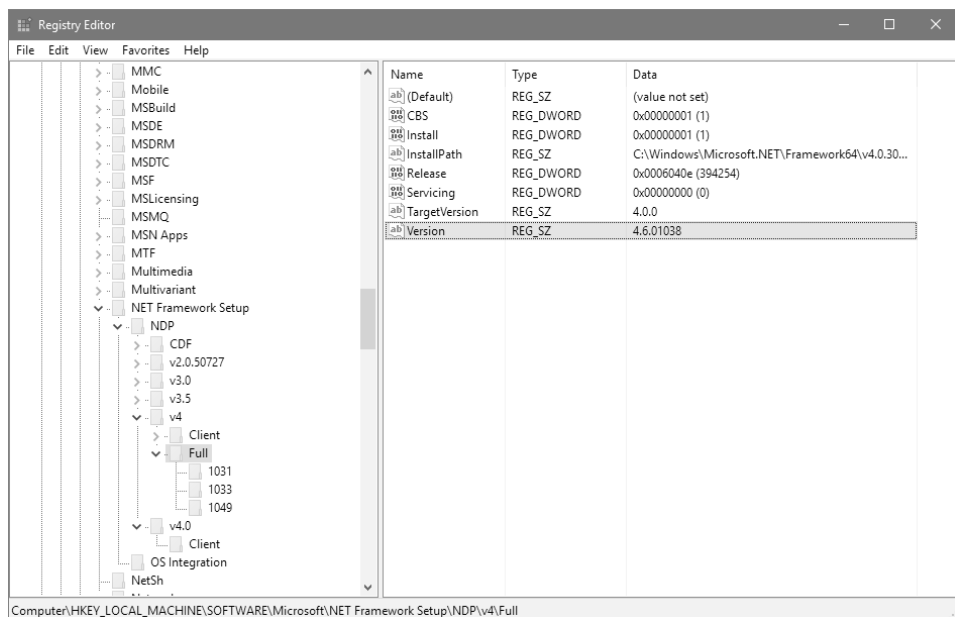 Registry Editor
File Edit View Favorites Help
MMC
Mobile
MSBuild
MSDE
MSDRM
MSDTC
MSF
MSLicensing
MSMQ
MSN Apps
MTF
Multimedia
Multivariant
NET Framework Setup
NDP
CDF
v2.0.50727
v3.0
v3.5
v4
Client
Full
1031
1033
1049
v4.0
Client
OS Integration
NetSh
Name Type Data
(Default) REG_SZ (value not set)
CBS REG_DWORD 0x00000001 (1)
Install REG_DWORD 0x00000001 (1)
InstallPath REG_SZ C:\Windows\Microsoft.NET\Framework64\v4.0.30...
Release REG_DWORD 0x0006040e (394254)
Servicing REG_DWORD 0x00000000 (0)
TargetVersion REG_SZ 4.0.0
Version REG_SZ 4.6.01038
Computer\HKEY_LOCAL_MACHINE\SOFTWARE\Microsoft\NET Framework Setup\NDP\v4\Full